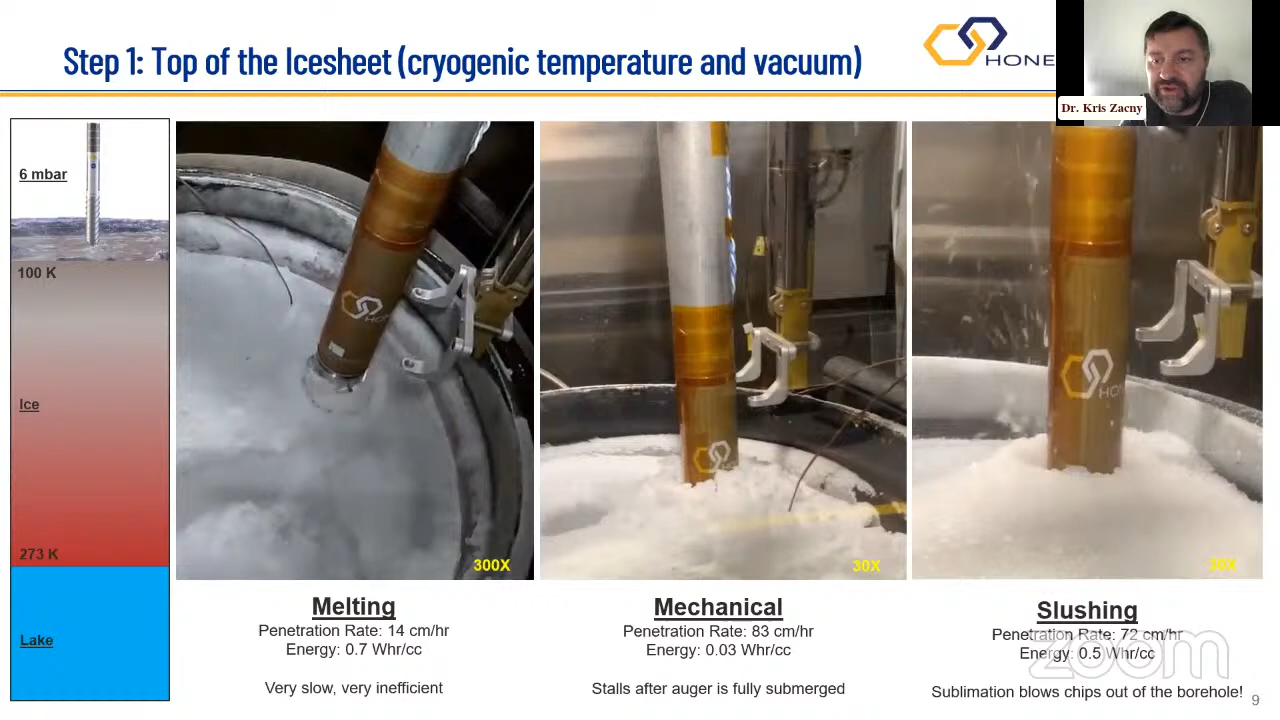 Step 1: Top of the Icesheet (cryogenic temperature and vacuum)
HONE
Dr. Kris Zacny
6 mbar
100 K
Ice
273 K
Lake
HON
300X
30X
HO
30X
Melting
Penetration Rate: 14 cm/hr
Energy: 0.7 Whr/cc
Very slow, very inefficient
Mechanical
Penetration Rate: 83 cm/hr
Energy: 0.03 Whr/cc
Stalls after auger is fully submerged
Slushing
Penetration Rate: 72 cm/hr
Energy: 0.5 Whr/cc
zoom
Sublimation blows chips out of the borehole!
9